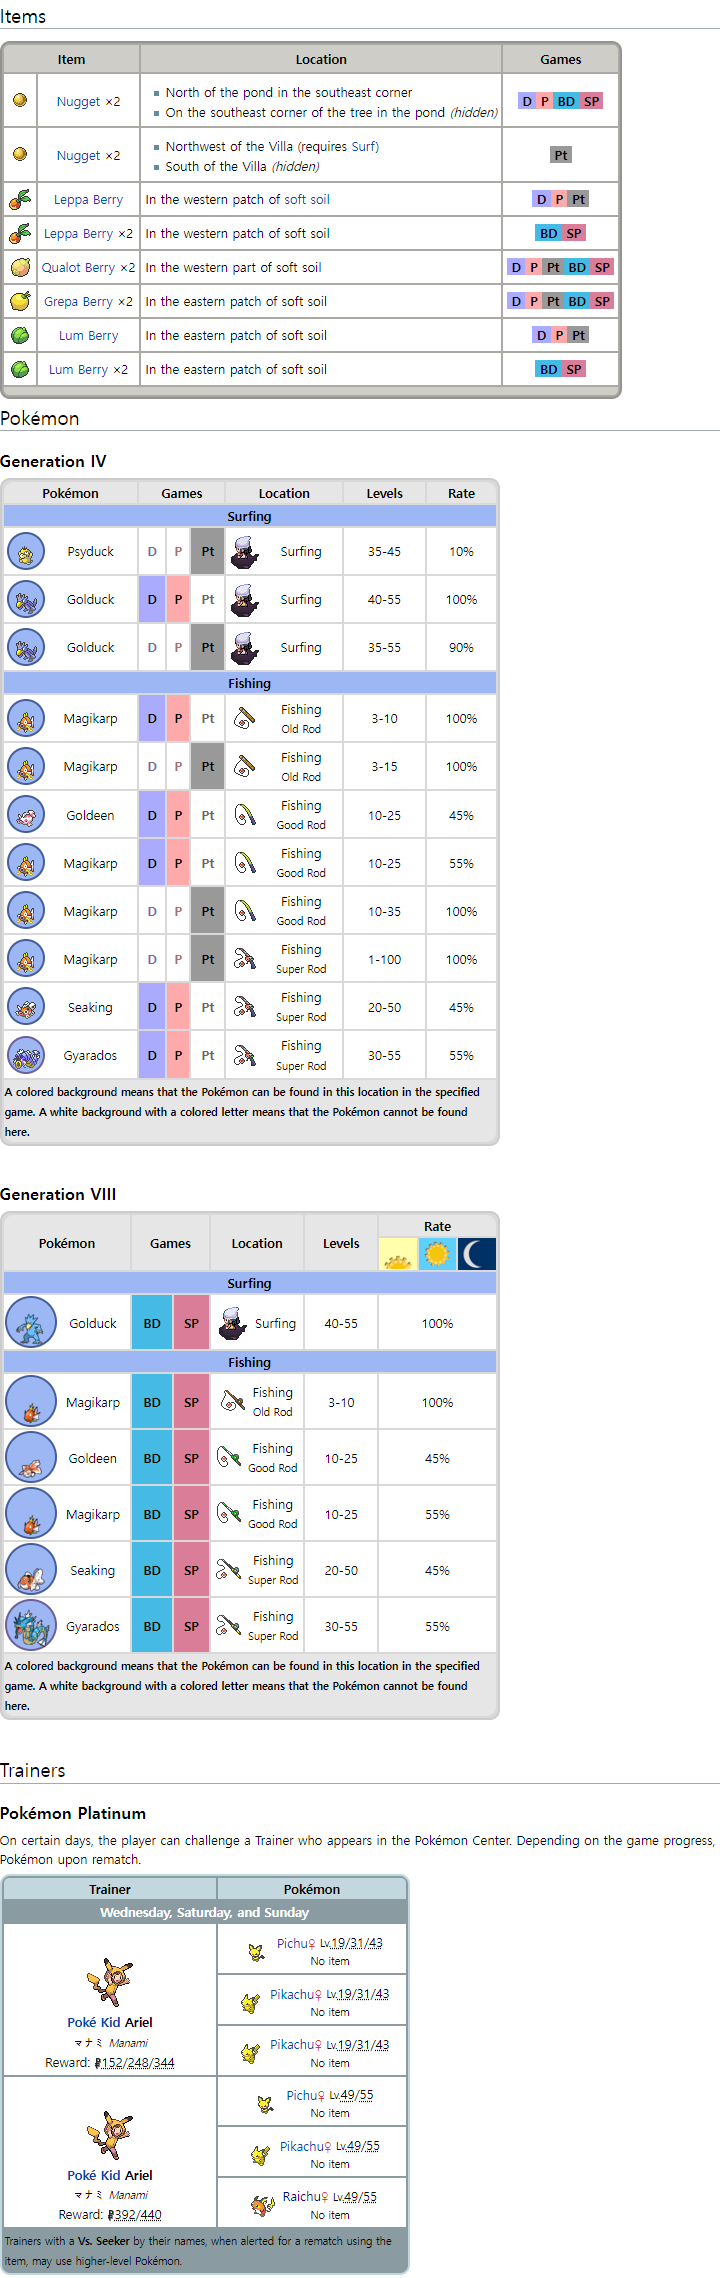 Items
Item Location Games
Nugget ×2 North of the pond in the southeast corner D P BD SP
On the southeast corner of the tree in the pond (hidden)
Nugget ×2 Northwest of the Villa (requires Surf) Pt
South of the Villa (hidden)
Leppa Berry In the western patch of soft soil D P Pt
Leppa Berry ×2 In the western patch of soft soil BD SP
Qualot Berry ×2 In the western part of soft soil D P Pt BD SP
Grepa Berry ×2 In the eastern patch of soft soil D P Pt BD SP
Lum Berry In the eastern patch of soft soil D P Pt
Lum Berry ×2 In the eastern patch of soft soil BD SP
Pokémon
Generation IV
Pokémon Games Location Levels Rate
Surfing
Psyduck D P Pt Surfing 35-45 10%
Golduck D P Pt Surfing 40-55 100%
Golduck D P Pt Surfing 35-55 90%
Fishing
Magikarp D P Pt Fishing Old Rod 3-10 100%
Magikarp D P Pt Fishing Old Rod 3-15 100%
Goldeen D P Pt Fishing Good Rod 10-25 45%
Magikarp D P Pt Fishing Good Rod 10-25 55%
Magikarp D P Pt Fishing Good Rod 10-35 100%
Magikarp D P Pt Fishing Super Rod 1-100 100%
Seaking D P Pt Fishing Super Rod 20-50 45%
Gyarados D P Pt Fishing Super Rod 30-55 55%
A colored background means that the Pokémon can be found in this location in the specified
game. A white background with a colored letter means that the Pokémon cannot be found
here.
Generation VIII
Pokémon Games Location Levels Rate
Surfing
Golduck BD SP Surfing 40-55 100%
Fishing
Magikarp BD SP Fishing Old Rod 3-10 100%
Goldeen BD SP Fishing Good Rod 10-25 45%
Magikarp BD SP Fishing Good Rod 10-25 55%
Seaking BD SP Fishing Super Rod 20-50 45%
Gyarados BD SP Fishing Super Rod 30-55 55%
A colored background means that the Pokémon can be found in this location in the specified
game. A white background with a colored letter means that the Pokémon cannot be found
here.
Trainers
Pokémon Platinum
On certain days, the player can challenge a Trainer who appears in the Pokémon Center. Depending on the game progress,
Pokémon upon rematch.
Trainer Pokémon
Wednesday, Saturday, and Sunday
Pichu♀ Lv.19/31/43
No item
Pikachu♀ Lv.19/31/43
No item
Poké Kid Ariel
マナミ Manami
Reward: ₽152/248/344
Pikachu♀ Lv.19/31/43
No item
Pichu♀ Lv.49/55
No item
Pikachu♀ Lv.49/55
No item
Poké Kid Ariel
マナミ Manami
Reward: ₽392/440
Raichu♀ Lv.49/55
No item
Trainers with a Vs. Seeker by their names, when alerted for a rematch using the
item, may use higher-level Pokémon.